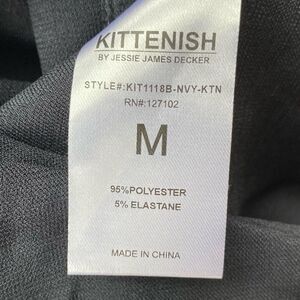 KITTENISH
BY JESSIE JAMES DECKER
STYLE#:KIT1118B-NVY-KTN
RN#:127102
M
95%POLYESTER
5% ELASTANE
MADE IN CHINA